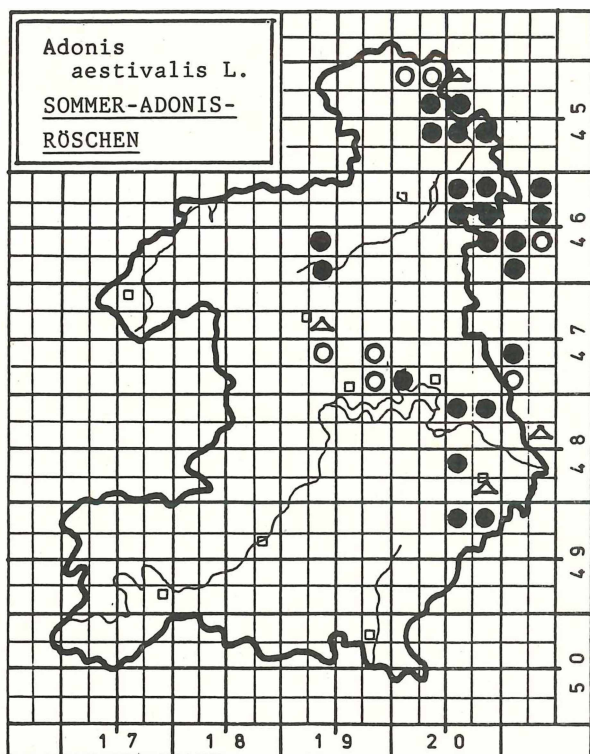 Adonis
aestivalis L.
SOMMER-ADONIS-
RÖSCHEN
45
46
47
48
49
50
17 18 19 20